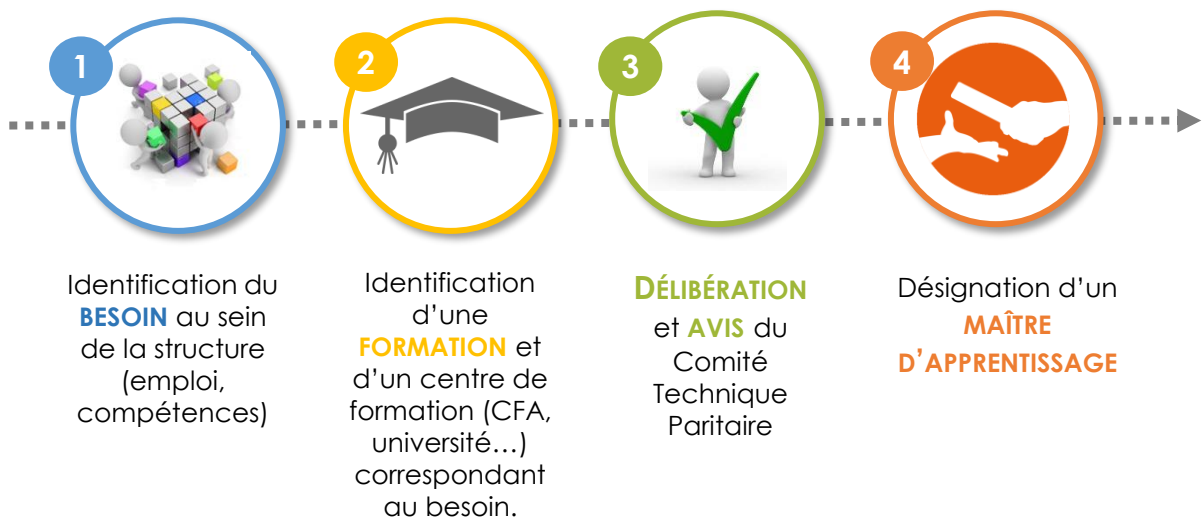 1
Identification du
BESOIN au sein
de la structure
(emploi,
compétences)
2
Identification
d’une
FORMATION et
d’un centre de
formation (CFA,
université…)
correspondant
au besoin.
3
DÉLIBÉRATION
et AVIS du
Comité
Technique
Paritaire
4
Désignation d’un
MAÎTRE
D’APPRENTISSAGE